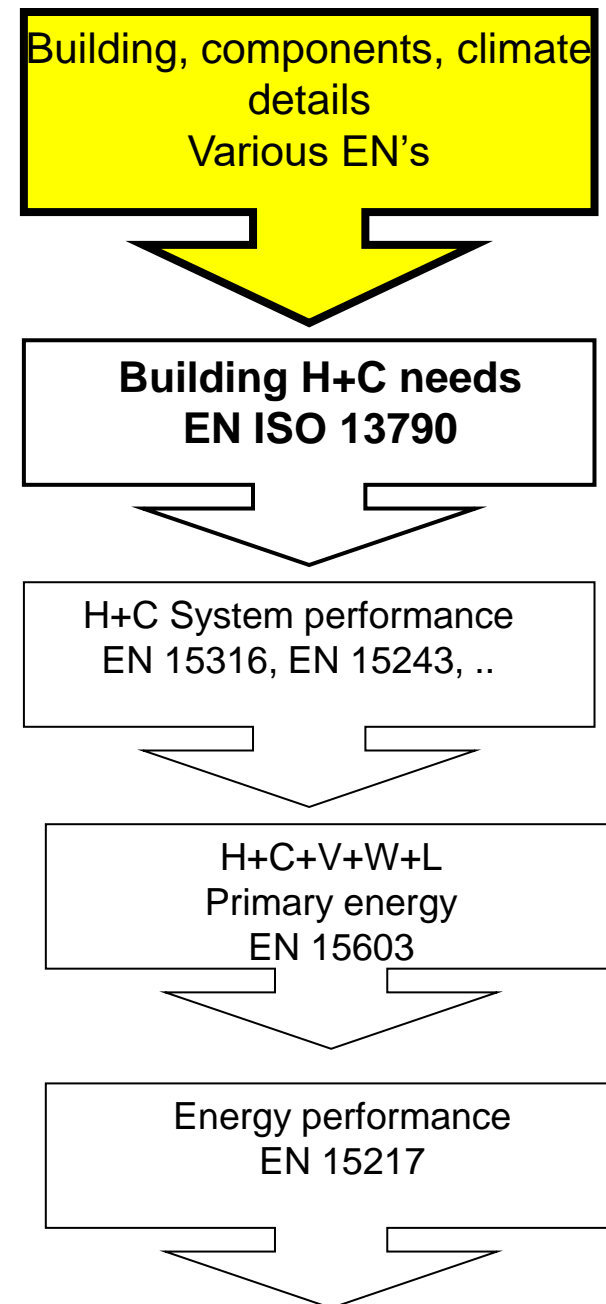 Building, components, climate
details
Various EN’s
Building H+C needs
EN ISO 13790
H+C System performance
EN 15316, EN 15243, ..
H+C+V+W+L
Primary energy
EN 15603
Energy performance
EN 15217